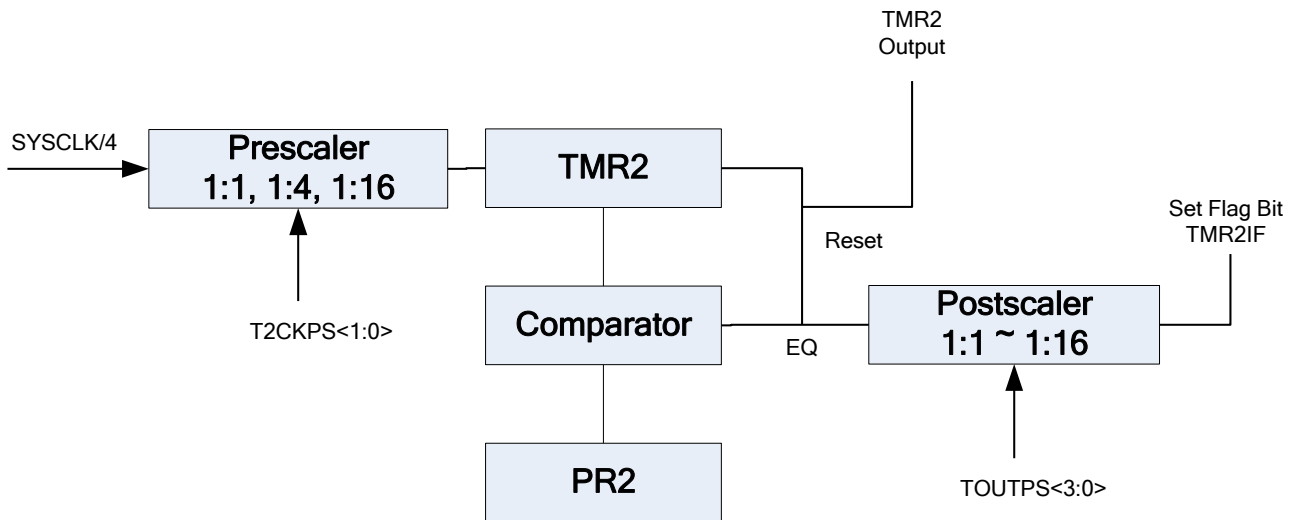 TMR2
Output
SYSCLK/4
Prescaler
1:1, 1:4, 1:16
TMR2
Set Flag Bit
TMR2IF
Reset
T2CKPS<1:0>
Comparator
EQ
Postscaler
1:1 ~ 1:16
PR2
TOUTPS<3:0>